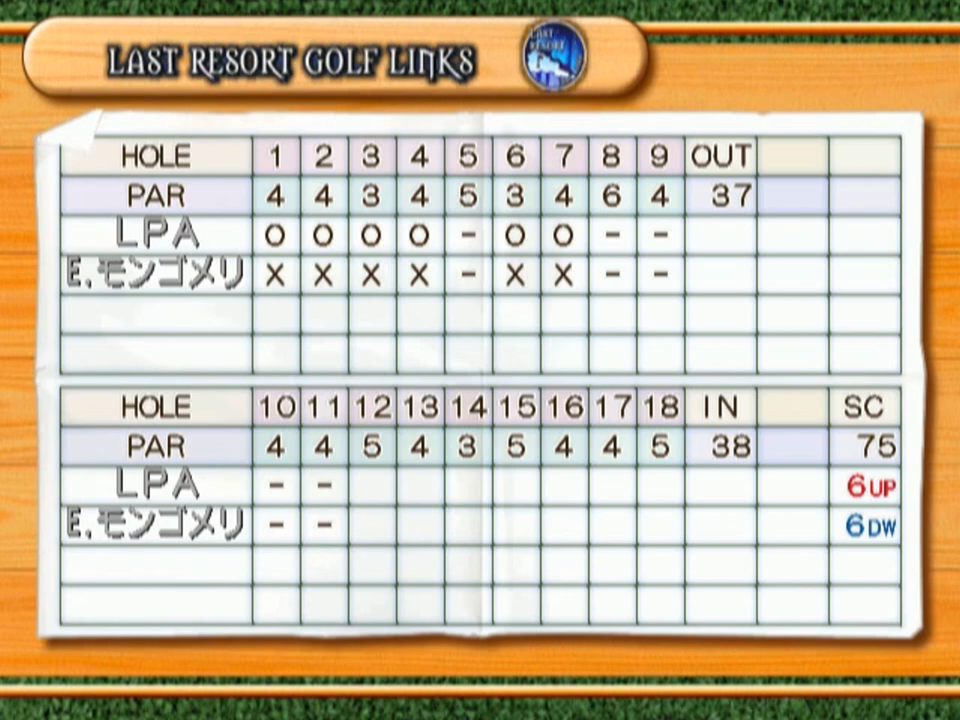 LAST RESORT GOLF LINKS
LAST RESORT
HOLE 1 2 3 4 5 6 7 8 9 OUT
PAR 4 4 3 4 5 3 4 6 4 37
LPA O O O O - O O - -
E.モンゴメリ X X X X - X X - -
HOLE 10 11 12 13 14 15 16 17 18 IN SC
PAR 4 4 5 4 3 5 4 4 5 38 75
LPA - - 6UP
E.モンゴメリ - - 6DW